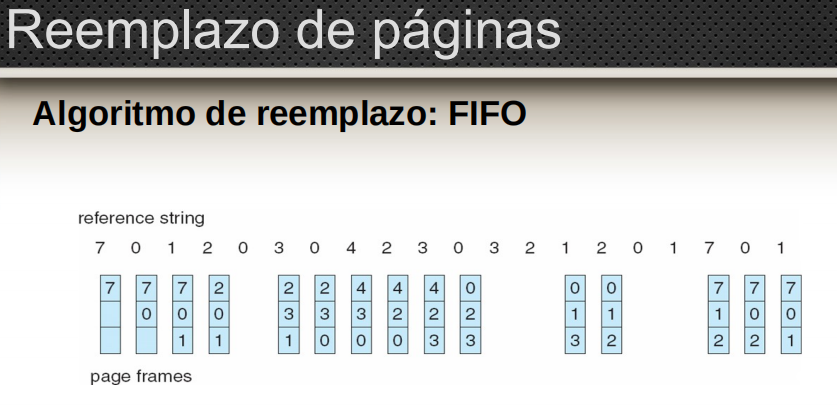 Reemplazo de páginas
Algoritmo de reemplazo: FIFO
reference string
7 0 1 2 0 3 0 4 2 3 0 3 2 1 2 0 1 7 0 1
7 7 7 2 2 2 4 4 4 0 0 0 7 7 7
0 0 0 3 3 3 2 2 2 1 1 1 0 0
1 1 1 0 0 0 3 3 3 2 2 2 1
page frames